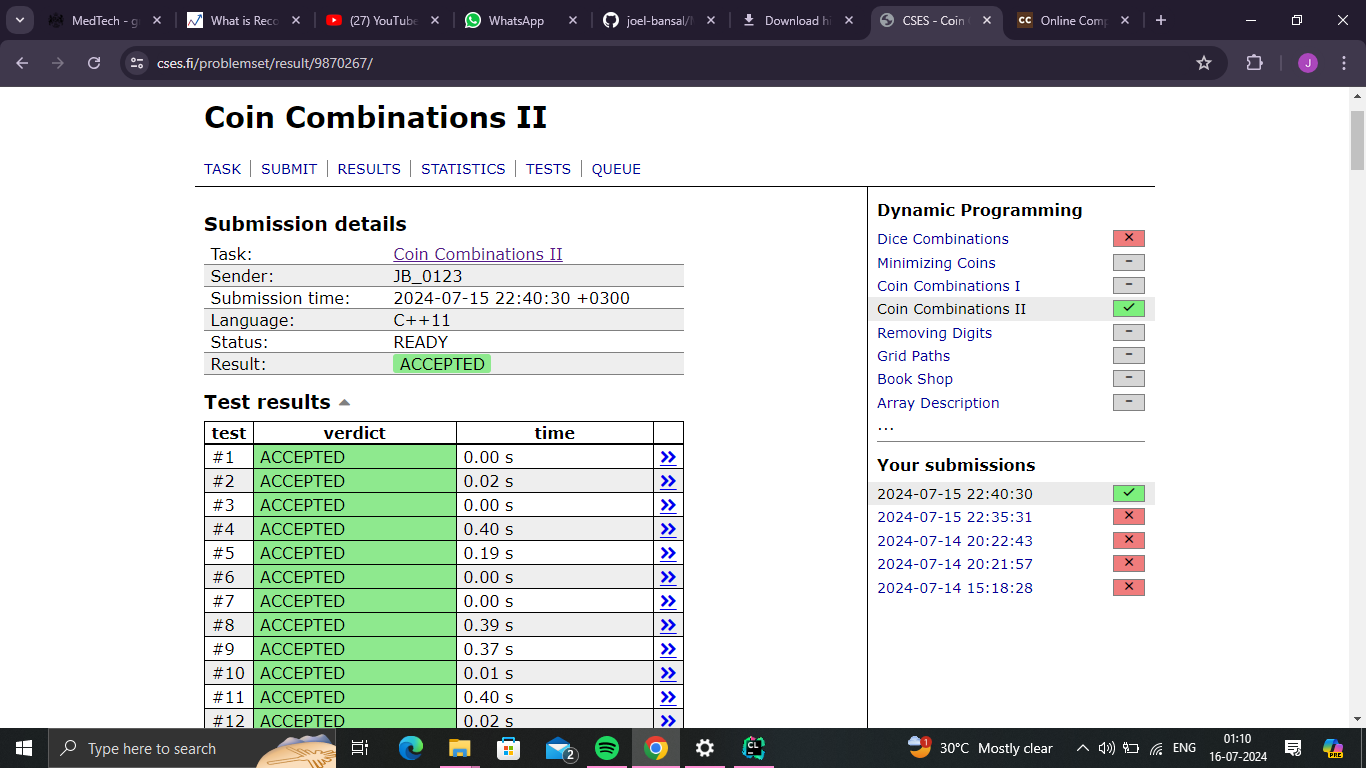 MedTech - g
What is Reco
(27) YouTube
WhatsApp
joel-bansal/
Download hi
CSES - Coin
Online Comp
cses.fi/problemset/result/9870267/
J
Coin Combinations II
TASK | SUBMIT | RESULTS | STATISTICS | TESTS | QUEUE
Submission details
Task: Coin Combinations II
Sender: JB_0123
Submission time: 2024-07-15 22:40:30 +0300
Language: C++11
Status: READY
Result: ACCEPTED
Test results
test verdict time
#1 ACCEPTED 0.00 s
#2 ACCEPTED 0.02 s
#3 ACCEPTED 0.00 s
#4 ACCEPTED 0.40 s
#5 ACCEPTED 0.19 s
#6 ACCEPTED 0.00 s
#7 ACCEPTED 0.00 s
#8 ACCEPTED 0.39 s
#9 ACCEPTED 0.37 s
#10 ACCEPTED 0.01 s
#11 ACCEPTED 0.40 s
#12 ACCEPTED 0.02 s
Dynamic Programming
Dice Combinations
Minimizing Coins
Coin Combinations I
Coin Combinations II
Removing Digits
Grid Paths
Book Shop
Array Description
...
Your submissions
2024-07-15 22:40:30
2024-07-15 22:35:31
2024-07-14 20:22:43
2024-07-14 20:21:57
2024-07-14 15:18:28
Type here to search
2
CL
1
30°C Mostly clear
ENG
01:10
16-07-2024
PRE